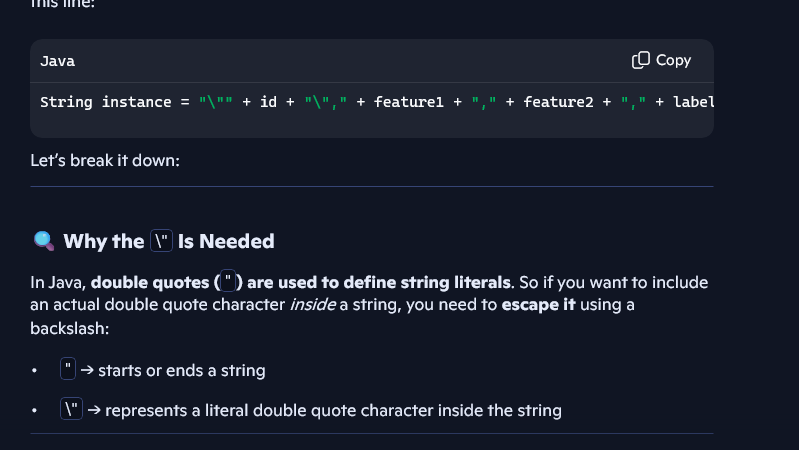 this line:
Java
Copy
String instance = "\"" + id + "\"," + feature1 + "," + feature2 + "," + label
Let's break it down:
Why the \" Is Needed
In Java, double quotes (") are used to define string literals. So if you want to include
an actual double quote character inside a string, you need to escape it using a
backslash:
• " → starts or ends a string
• \" → represents a literal double quote character inside the string